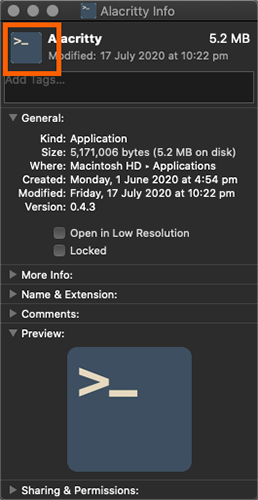 Alacritty Info
>_ Alacritty 5.2 MB
Modified: 17 July 2020 at 10:22 pm
Add Tags...
General:
Kind: Application
Size: 5,171,006 bytes (5.2 MB on disk)
Where: Macintosh HD ▸ Applications
Created: Monday, 1 June 2020 at 4:54 pm
Modified: Friday, 17 July 2020 at 10:22 pm
Version: 0.4.3
Open in Low Resolution
Locked
More Info:
Name & Extension:
Comments:
Preview:
>_
Sharing & Permissions: